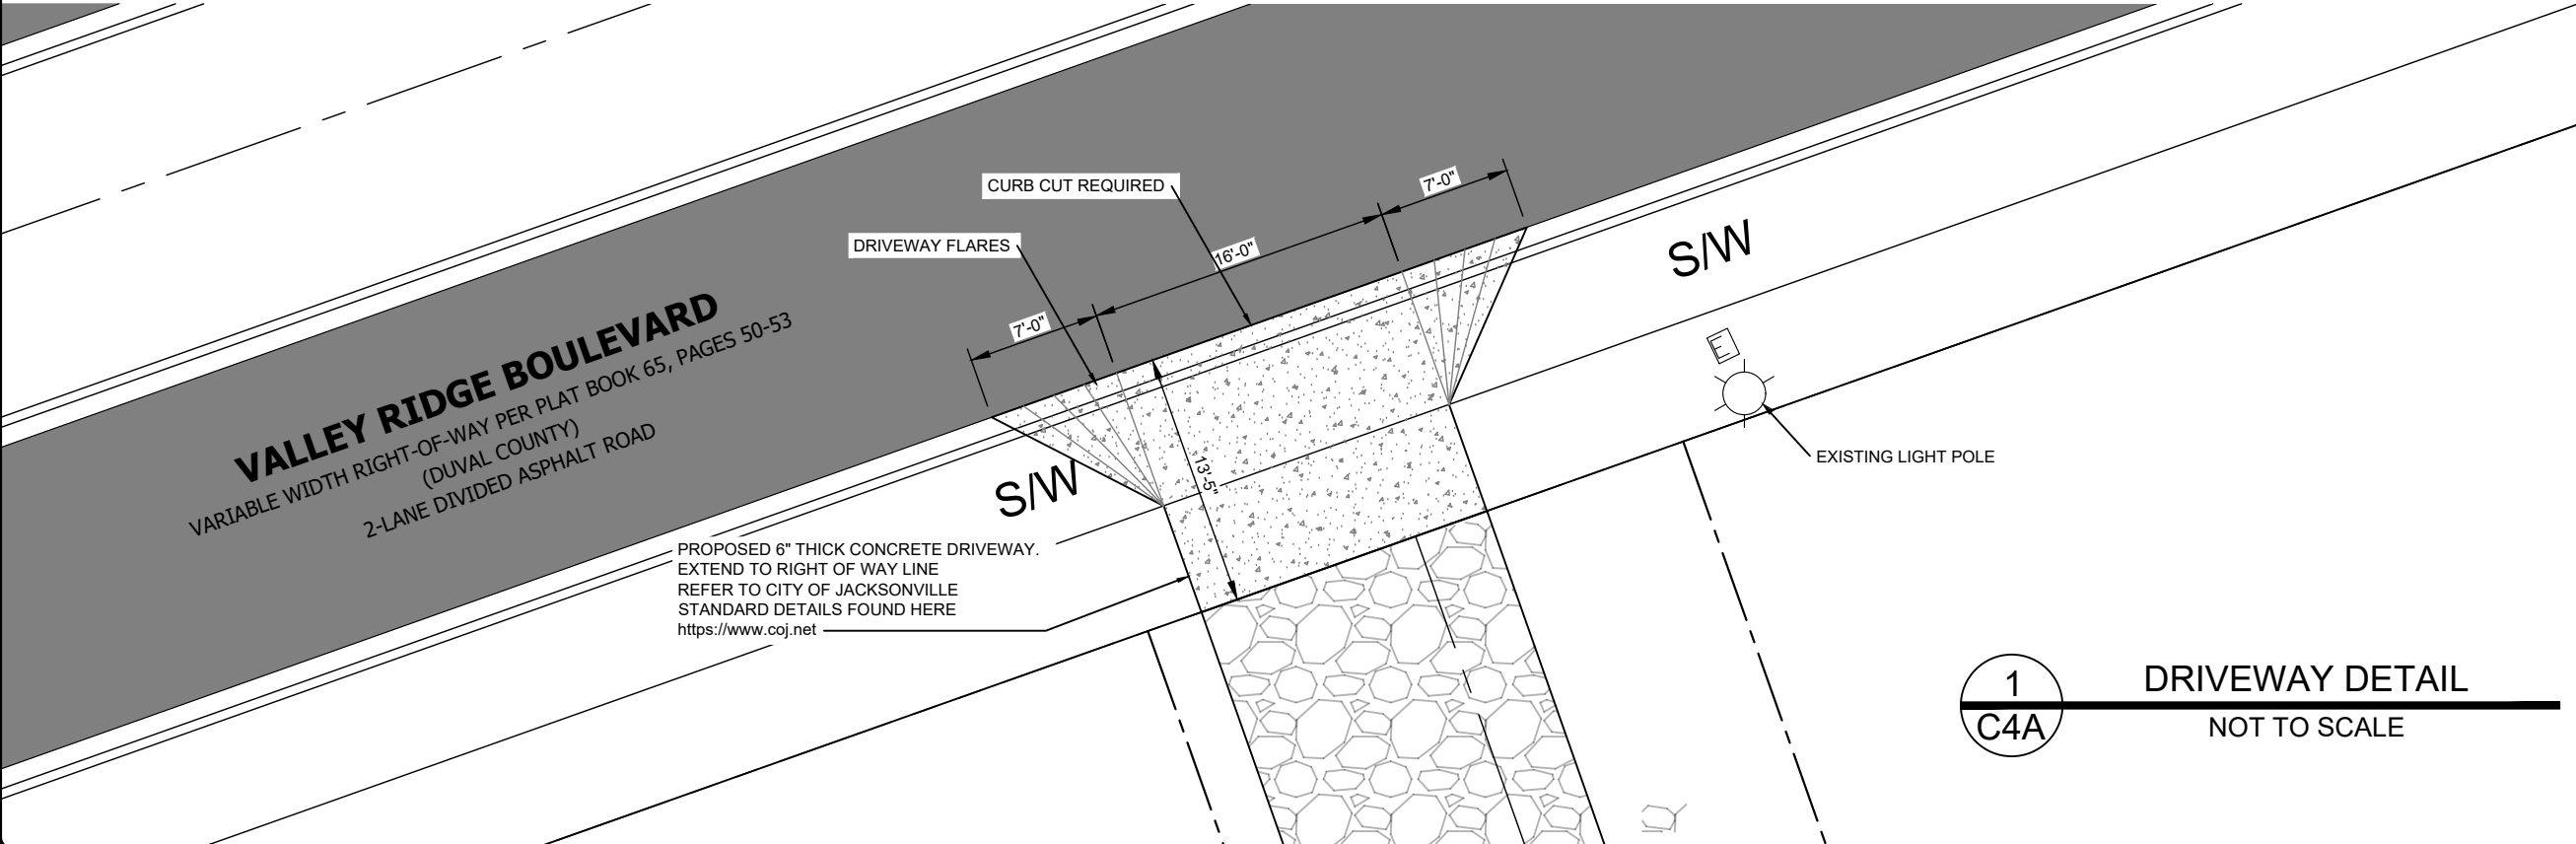 CURB CUT REQUIRED
7'-0"
DRIVEWAY FLARES
16'-0"
7'-0"
S/W
VALLEY RIDGE BOULEVARD
VARIABLE WIDTH RIGHT-OF-WAY PER PLAT BOOK 65, PAGES 50-53
(DUVAL COUNTY)
2-LANE DIVIDED ASPHALT ROAD
E
EXISTING LIGHT POLE
S/W
13'-5"
PROPOSED 6" THICK CONCRETE DRIVEWAY.
EXTEND TO RIGHT OF WAY LINE
REFER TO CITY OF JACKSONVILLE
STANDARD DETAILS FOUND HERE
https://www.coj.net
1
C4A
DRIVEWAY DETAIL
NOT TO SCALE